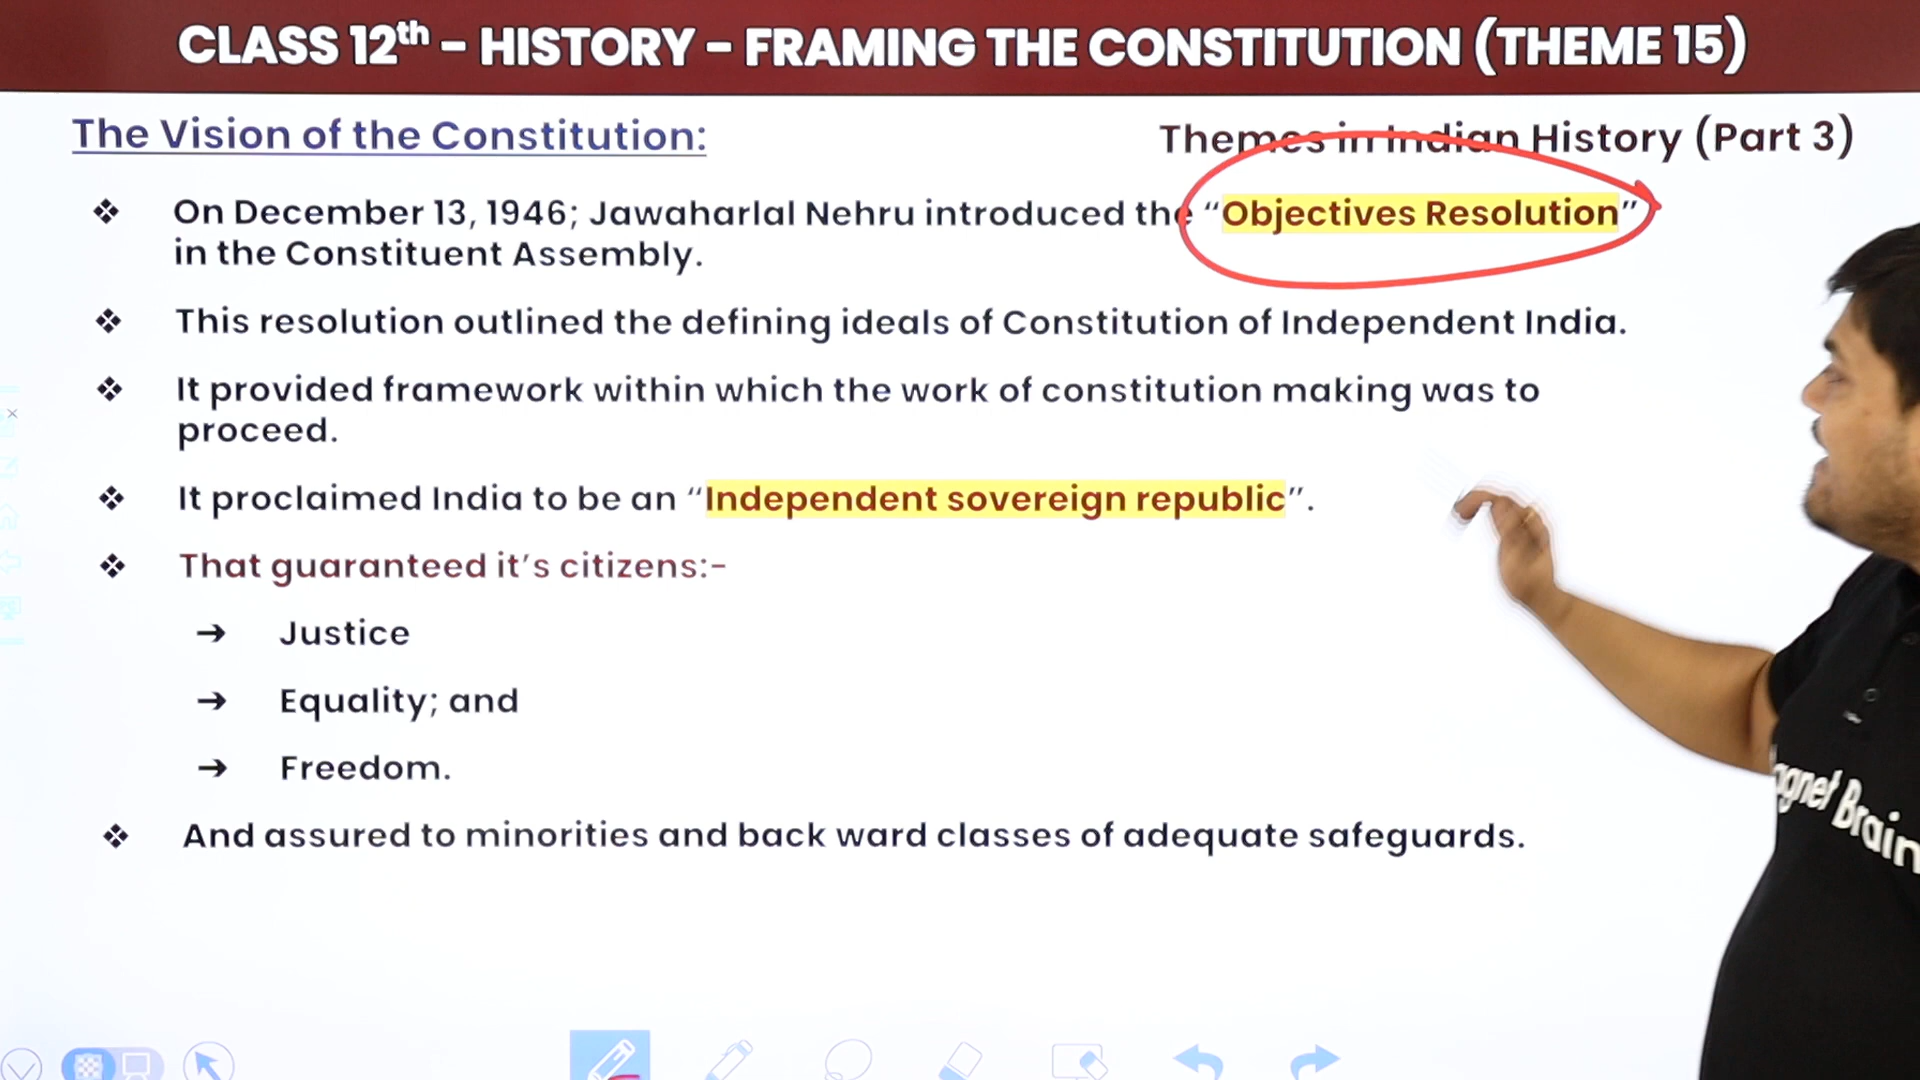 CLASS 12th – HISTORY – FRAMING THE CONSTITUTION (THEME 15)
The Vision of the Constitution:
Themes in Indian History (Part 3)
❖ On December 13, 1946; Jawaharlal Nehru introduced the “Objectives Resolution”
in the Constituent Assembly.
❖ This resolution outlined the defining ideals of Constitution of Independent India.
❖ It provided framework within which the work of constitution making was to
proceed.
❖ It proclaimed India to be an “Independent sovereign republic”.
❖ That guaranteed it’s citizens:-
➔ Justice
➔ Equality; and
➔ Freedom.
❖ And assured to minorities and back ward classes of adequate safeguards.
agnet Brain